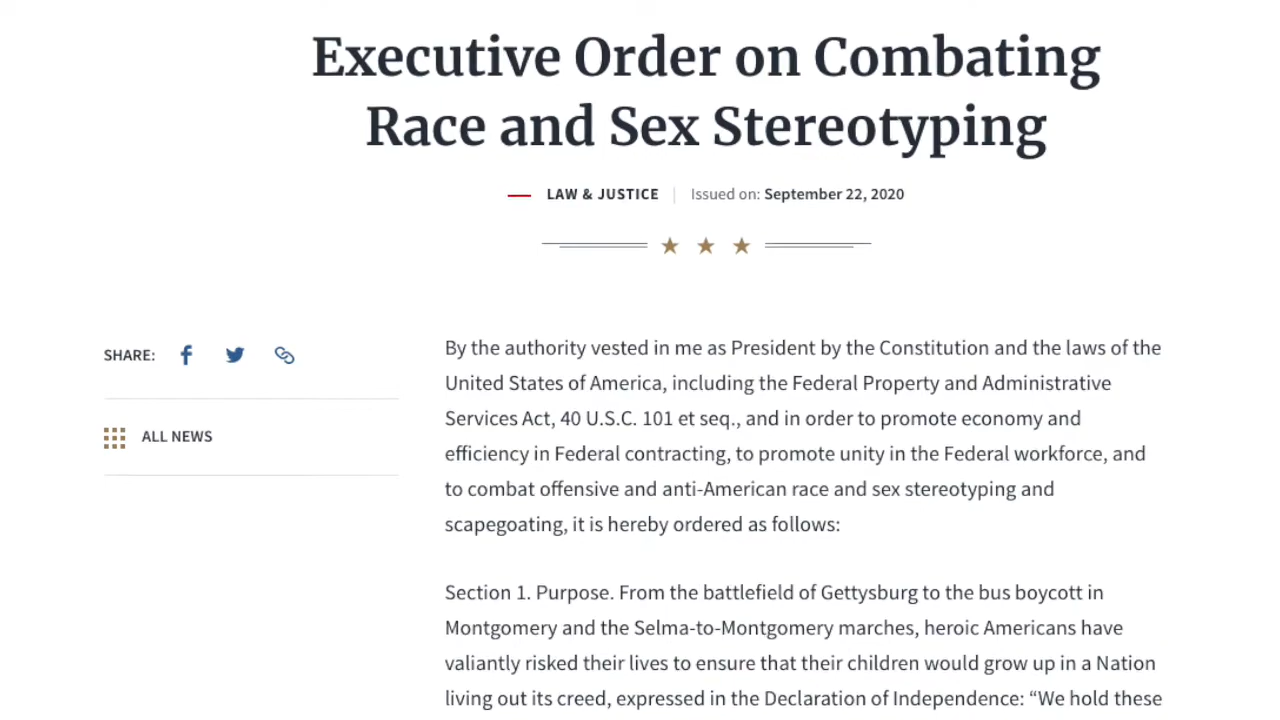 Executive Order on Combating
Race and Sex Stereotyping
LAW & JUSTICE | Issued on: September 22, 2020
SHARE:
ALL NEWS
By the authority vested in me as President by the Constitution and the laws of the
United States of America, including the Federal Property and Administrative
Services Act, 40 U.S.C. 101 et seq., and in order to promote economy and
efficiency in Federal contracting, to promote unity in the Federal workforce, and
to combat offensive and anti-American race and sex stereotyping and
scapegoating, it is hereby ordered as follows:
Section 1. Purpose. From the battlefield of Gettysburg to the bus boycott in
Montgomery and the Selma-to-Montgomery marches, heroic Americans have
valiantly risked their lives to ensure that their children would grow up in a Nation
living out its creed, expressed in the Declaration of Independence: “We hold these